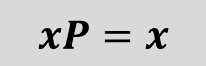 xP = x